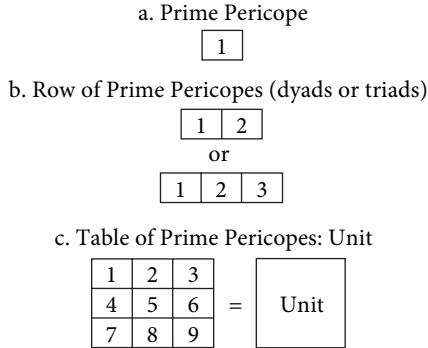 a. Prime Pericope
1
b. Row of Prime Pericopes (dyads or triads)
1 2
or
1 2 3
c. Table of Prime Pericopes: Unit
1 2 3
4 5 6 = Unit
7 8 9